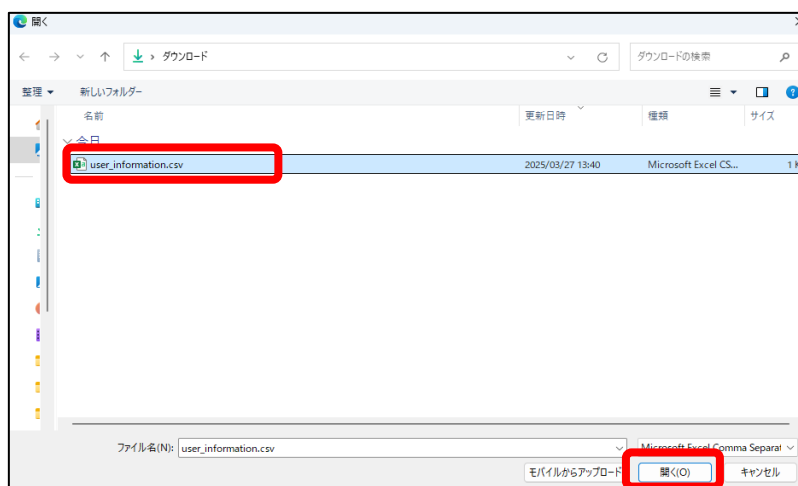 開く
ダウンロード
ダウンロードの検索
整理 新しいフォルダー
名前 更新日時 種類 サイズ
今日
user_information.csv 2025/03/27 13:40 Microsoft Excel CS... 1
ファイル名(N): user_information.csv Microsoft Excel Comma Separat
モバイルからアップロード 開く(O) キャンセル